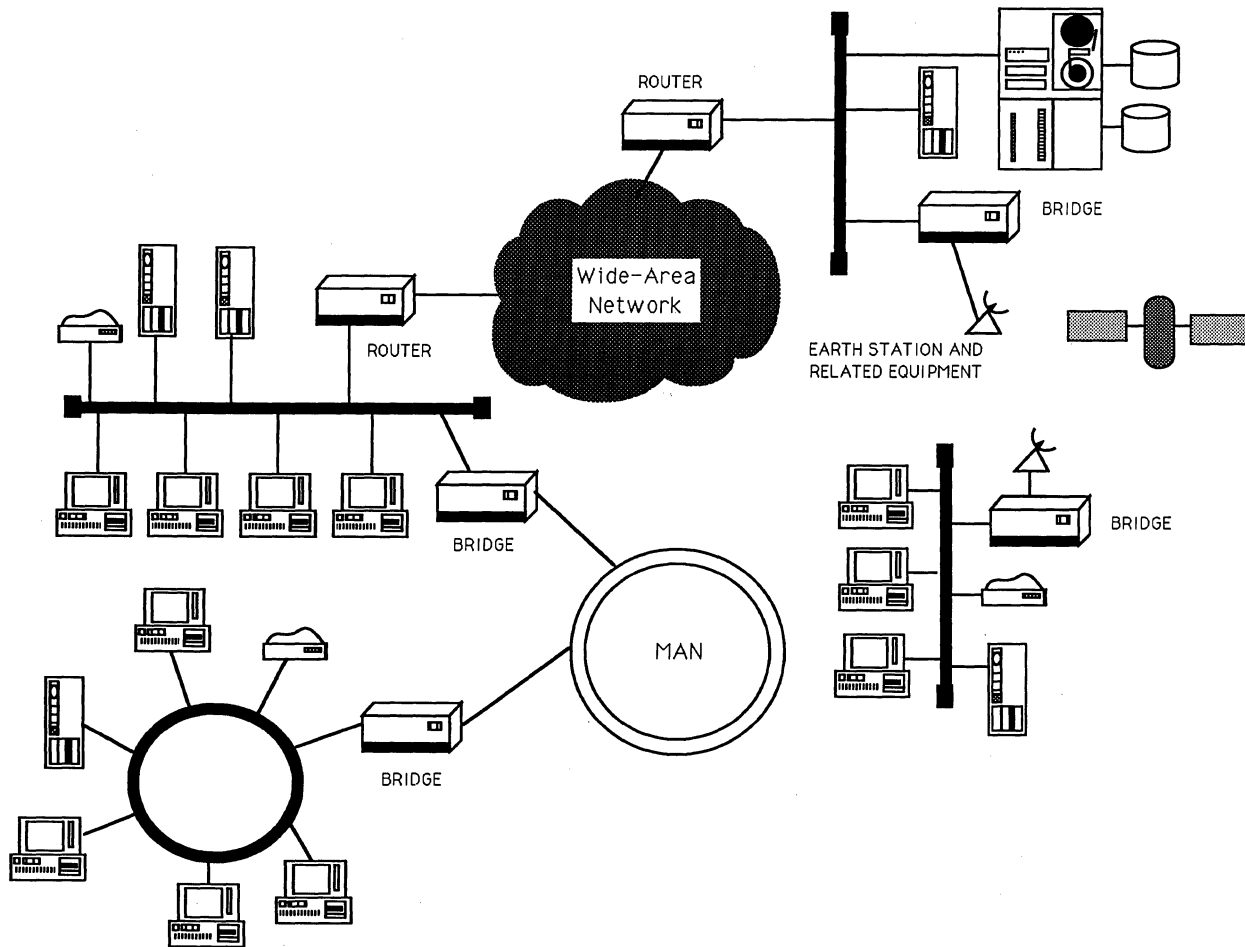 ROUTER
BRIDGE
Wide-Area
Network
ROUTER
EARTH STATION AND
RELATED EQUIPMENT
BRIDGE
BRIDGE
MAN
BRIDGE